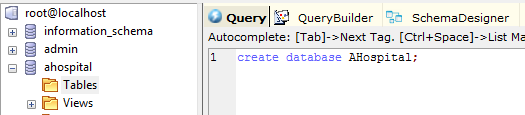 root@localhost
information_schema
admin
ahospital
Tables
Views
Query QueryBuilder SchemaDesigner
Autocomplete: [Tab]->Next Tag. [Ctrl+Space]->List Ma
1 create database AHospital;